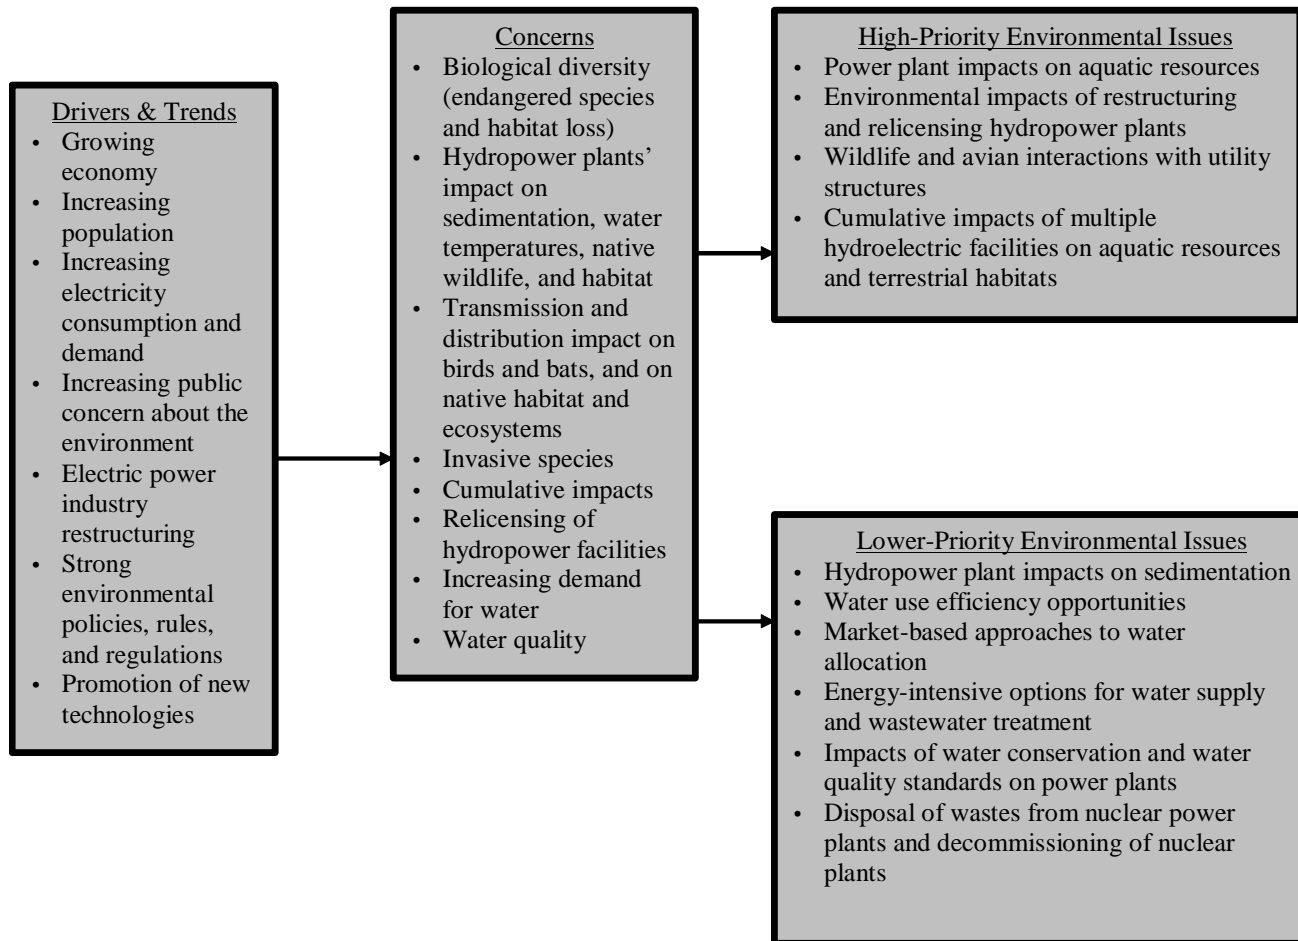 Drivers & Trends
• Growing
economy
• Increasing
population
• Increasing
electricity
consumption and
demand
• Increasing public
concern about the
environment
• Electric power
industry
restructuring
• Strong
environmental
policies, rules,
and regulations
• Promotion of new
technologies
Concerns
• Biological diversity
(endangered species
and habitat loss)
• Hydropower plants’
impact on
sedimentation, water
temperatures, native
wildlife, and habitat
• Transmission and
distribution impact on
birds and bats, and on
native habitat and
ecosystems
• Invasive species
• Cumulative impacts
• Relicensing of
hydropower facilities
• Increasing demand
for water
• Water quality
High-Priority Environmental Issues
• Power plant impacts on aquatic resources
• Environmental impacts of restructuring
and relicensing hydropower plants
• Wildlife and avian interactions with utility
structures
• Cumulative impacts of multiple
hydroelectric facilities on aquatic resources
and terrestrial habitats
Lower-Priority Environmental Issues
• Hydropower plant impacts on sedimentation
• Water use efficiency opportunities
• Market-based approaches to water
allocation
• Energy-intensive options for water supply
and wastewater treatment
• Impacts of water conservation and water
quality standards on power plants
• Disposal of wastes from nuclear power
plants and decommissioning of nuclear
plants